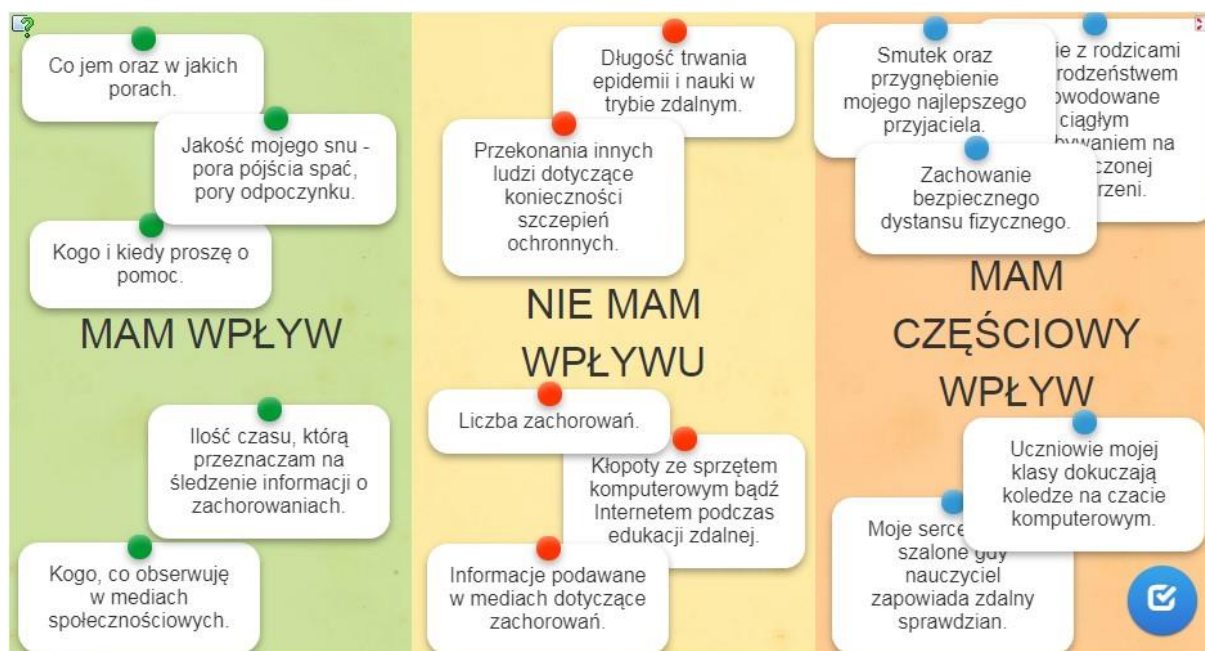 Co jem oraz w jakich
porach.
Jakość mojego snu -
pora pójścia spać,
pory odpoczynku.
Kogo i kiedy proszę o
pomoc.
MAM WPŁYW
Ilość czasu, którą
przeznaczam na
śledzenie informacji o
zachorowaniach.
Kogo, co obserwuję
w mediach
społecznościowych.
Długość trwania
epidemii i nauki w
trybie zdalnym.
Przekonania innych
ludzi dotyczące
konieczności
szczepień
ochronnych.
NIE MAM
WPŁYWU
Liczba zachorowań.
Kłopoty ze sprzętem
komputerowym bądź
Internetem podczas
edukacji zdalnej.
Informacje podawane
w mediach dotyczące
zachorowań.
Smutek oraz
przygnębienie
mojego najlepszego
przyjaciela.
z rodzicami
ciągłym
na
Zachowanie
bezpiecznego
dystansu fizycznego.
MAM
CZĘŚCIOWY
WPŁYW
Uczniowie mojej
klasy dokuczają
koledze na czacie
komputerowym.
Moje serce
szalone gdy
nauczyciel
zapowiada zdalny
sprawdzian.